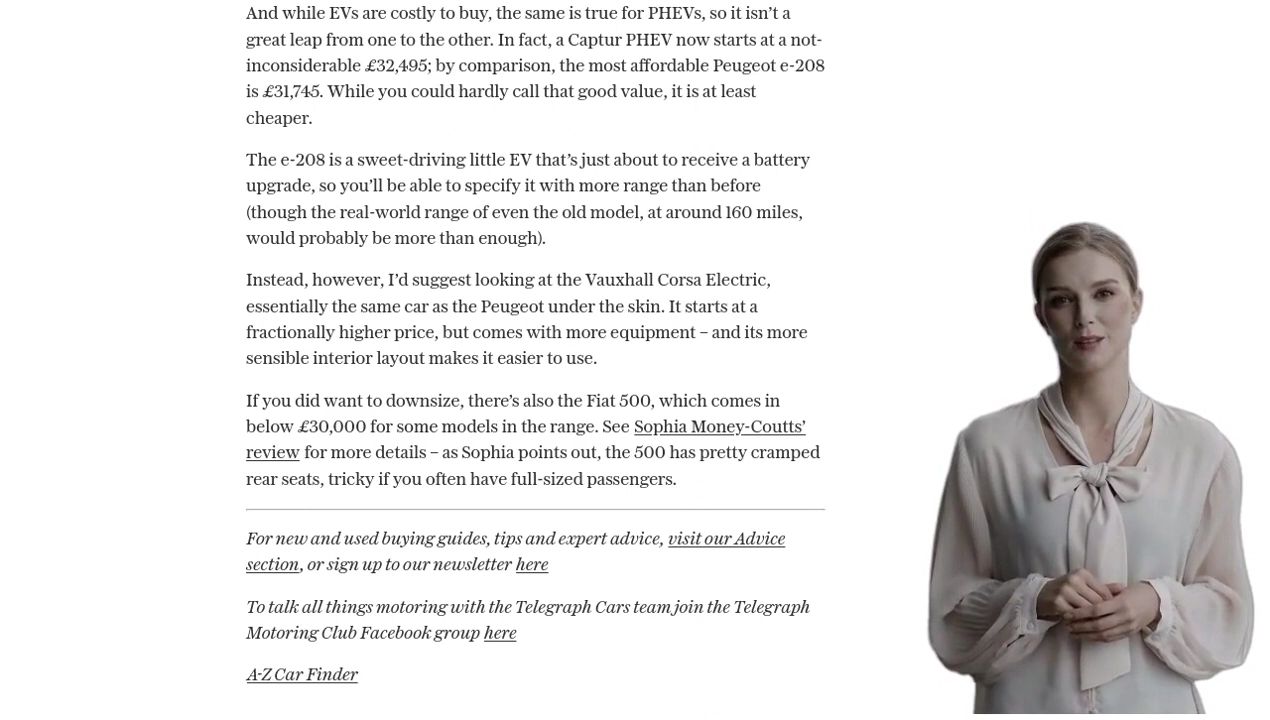 And while EVs are costly to buy, the same is true for PHEVs, so it isn’t a
great leap from one to the other. In fact, a Captur PHEV now starts at a not-
inconsiderable £32,495; by comparison, the most affordable Peugeot e-208
is £31,745. While you could hardly call that good value, it is at least
cheaper.
The e-208 is a sweet-driving little EV that’s just about to receive a battery
upgrade, so you’ll be able to specify it with more range than before
(though the real-world range of even the old model, at around 160 miles,
would probably be more than enough).
Instead, however, I’d suggest looking at the Vauxhall Corsa Electric,
essentially the same car as the Peugeot under the skin. It starts at a
fractionally higher price, but comes with more equipment – and its more
sensible interior layout makes it easier to use.
If you did want to downsize, there’s also the Fiat 500, which comes in
below £30,000 for some models in the range. See Sophia Money-Coutts’
review for more details – as Sophia points out, the 500 has pretty cramped
rear seats, tricky if you often have full-sized passengers.
For new and used buying guides, tips and expert advice, visit our Advice
section, or sign up to our newsletter here
To talk all things motoring with the Telegraph Cars team join the Telegraph
Motoring Club Facebook group here
A-Z Car Finder